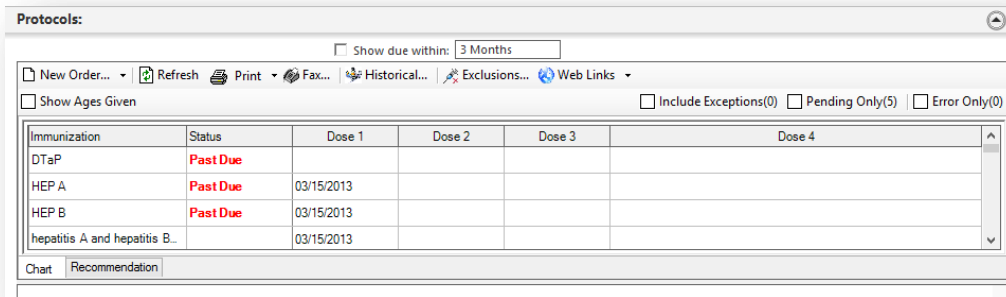 Protocols:
Show due within: 3 Months
New Order... Refresh Print Fax... Historical... Exclusions... Web Links
Show Ages Given Include Exceptions(0) Pending Only(5) Error Only(0)
Immunization Status Dose 1 Dose 2 Dose 3 Dose 4
DTaP Past Due
HEP A Past Due 03/15/2013
HEP B Past Due 03/15/2013
hepatitis A and hepatitis B... 03/15/2013
Chart Recommendation